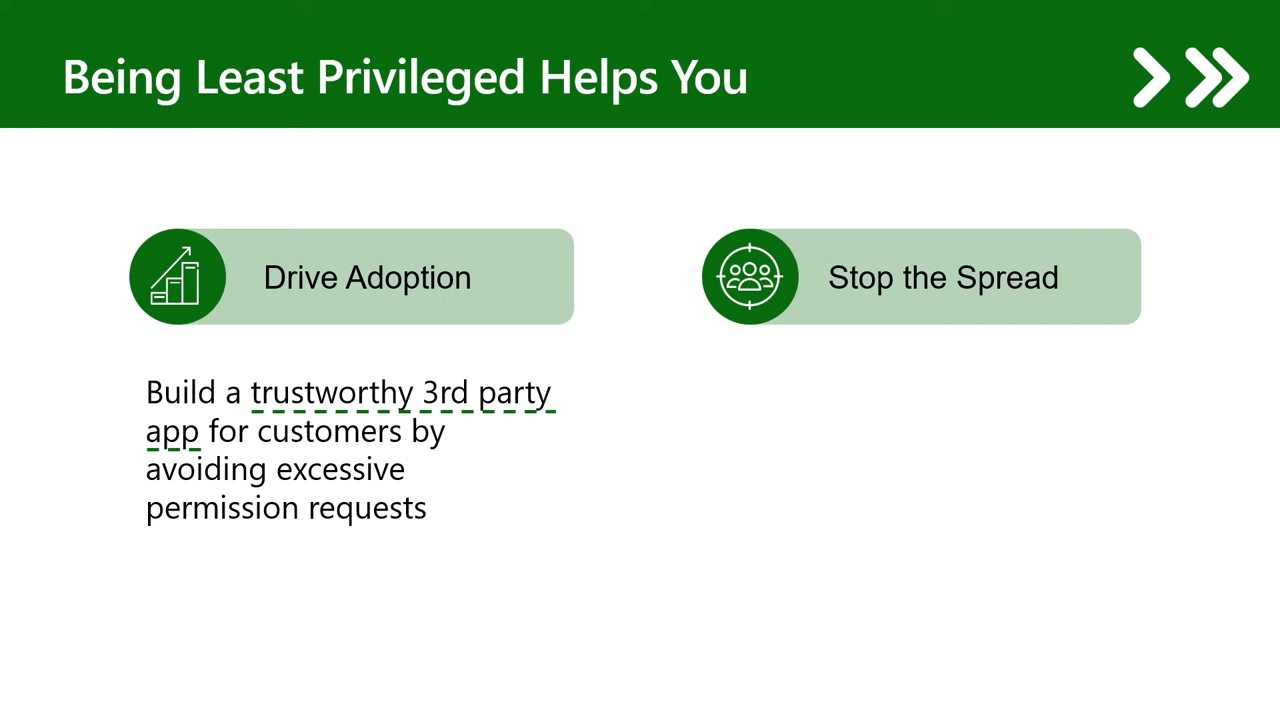 Being Least Privileged Helps You
Drive Adoption
Build a trustworthy 3rd party
app for customers by
avoiding excessive
permission requests
Stop the Spread